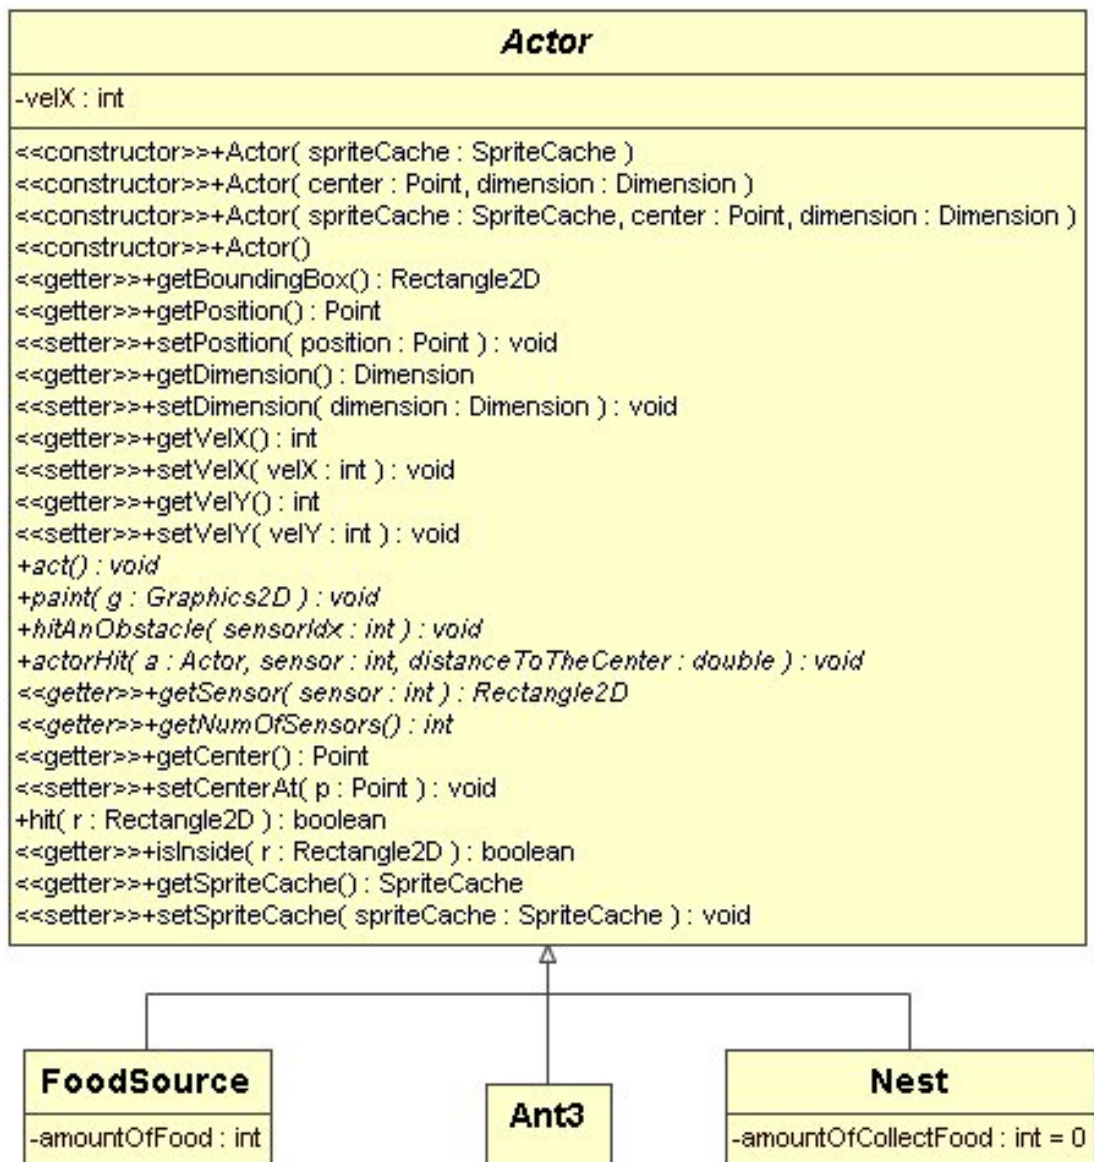 Actor
-velX : int
<<constructor>>+Actor( spriteCache : SpriteCache )
<<constructor>>+Actor( center : Point, dimension : Dimension )
<<constructor>>+Actor( spriteCache : SpriteCache, center : Point, dimension : Dimension )
<<constructor>>+Actor()
<<getter>>+getBoundingBox() : Rectangle2D
<<getter>>+getPosition() : Point
<<setter>>+setPosition( position : Point ) : void
<<getter>>+getDimension() : Dimension
<<setter>>+setDimension( dimension : Dimension ) : void
<<getter>>+getVelX() : int
<<setter>>+setVelX( velX : int ) : void
<<getter>>+getVelY() : int
<<setter>>+setVelY( velY : int ) : void
+act() : void
+paint( g : Graphics2D ) : void
+hitAnObstacle( sensorIdx : int ) : void
+actorHit( a : Actor, sensor : int, distanceToTheCenter : double ) : void
<<getter>>+getSensor( sensor : int ) : Rectangle2D
<<getter>>+getNumOfSensors() : int
<<getter>>+getCenter() : Point
<<setter>>+setCenterAt( p : Point ) : void
+hit( r : Rectangle2D ) : boolean
<<getter>>+isInside( r : Rectangle2D ) : boolean
<<getter>>+getSpriteCache() : SpriteCache
<<setter>>+setSpriteCache( spriteCache : SpriteCache ) : void
FoodSource
-amountOfFood : int
Ant3
Nest
-amountOfCollectFood : int = 0